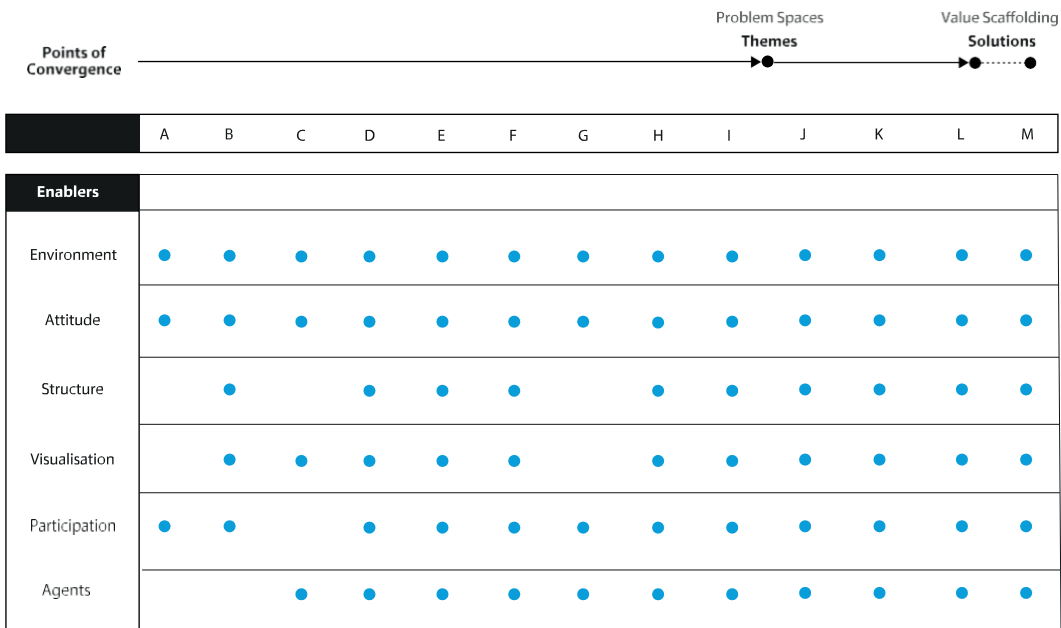 Problem Spaces
Value Scaffolding
Points of
Convergence
Themes
Solutions
A B C D E F G H I J K L M
Enablers
Environment
Attitude
Structure
Visualisation
Participation
Agents